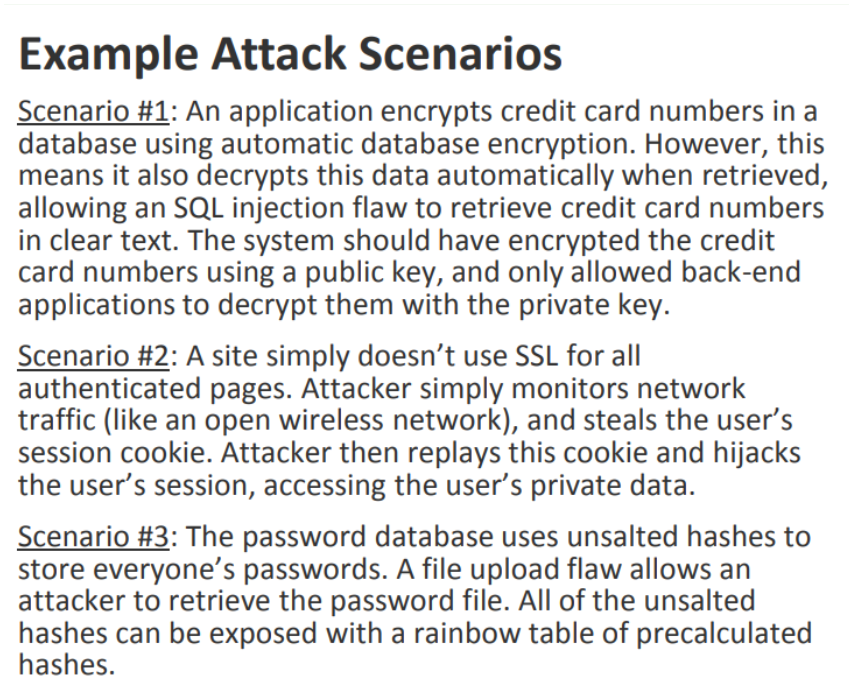 Example Attack Scenarios
Scenario #1: An application encrypts credit card numbers in a
database using automatic database encryption. However, this
means it also decrypts this data automatically when retrieved,
allowing an SQL injection flaw to retrieve credit card numbers
in clear text. The system should have encrypted the credit
card numbers using a public key, and only allowed back-end
applications to decrypt them with the private key.
Scenario #2: A site simply doesn’t use SSL for all
authenticated pages. Attacker simply monitors network
traffic (like an open wireless network), and steals the user’s
session cookie. Attacker then replays this cookie and hijacks
the user’s session, accessing the user’s private data.
Scenario #3: The password database uses unsalted hashes to
store everyone’s passwords. A file upload flaw allows an
attacker to retrieve the password file. All of the unsalted
hashes can be exposed with a rainbow table of precalculated
hashes.